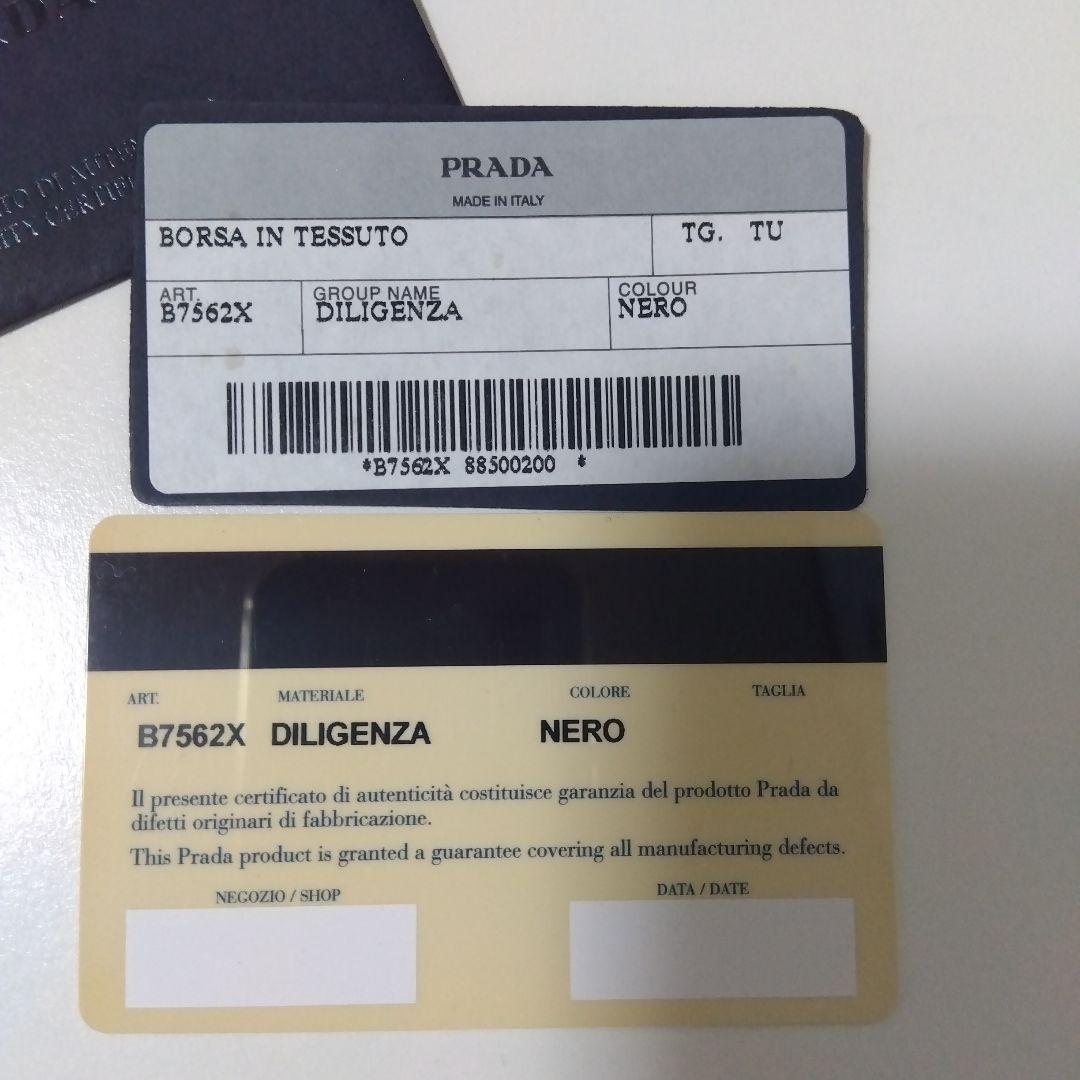 PRADA
MADE IN ITALY
BORSA IN TESSUTO
TG. TU
ART.
B7562X
GROUP NAME
DILIGENZA
COLOUR
NERO
*B7562X 88500200 *
ART.
MATERIALE
COLORE
TAGLIA
B7562X
DILIGENZA
NERO
Il presente certificato di autenticità costituisce garanzia del prodotto Prada da
difetti originari di fabbricazione.
This Prada product is granted a guarantee covering all manufacturing defects.
NEGOZIO / SHOP
DATA / DATE